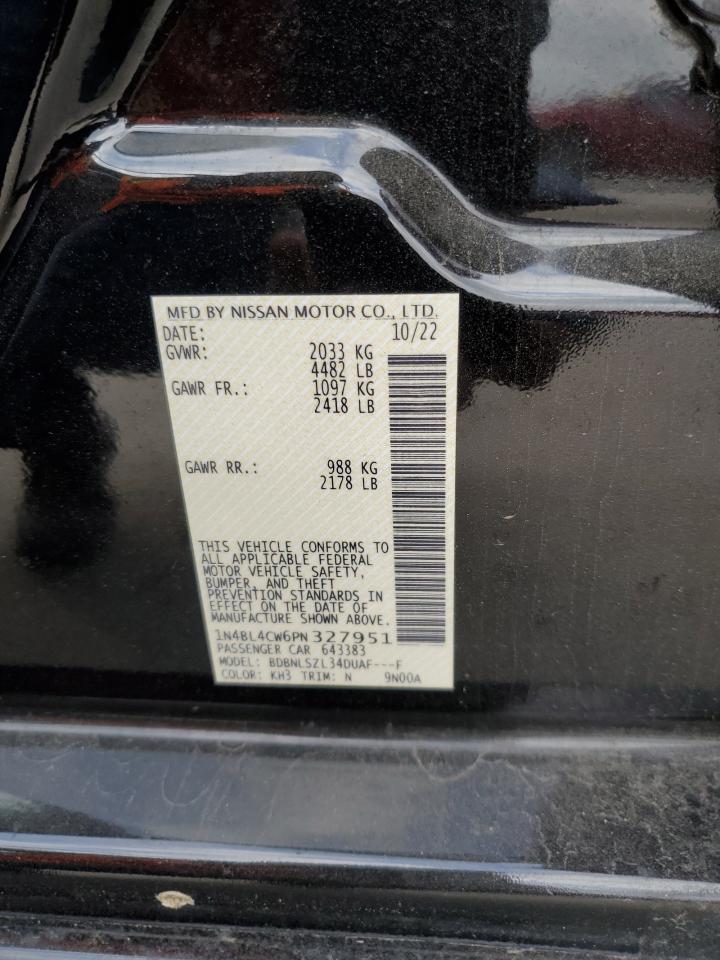 MFD BY NISSAN MOTOR CO., LTD.
DATE: 10/22
GVWR: 2033 KG
4482 LB
GAWR FR.: 1097 KG
2418 LB
GAWR RR.: 988 KG
2178 LB
THIS VEHICLE CONFORMS TO
ALL APPLICABLE FEDERAL
MOTOR VEHICLE SAFETY,
BUMPER, AND THEFT
PREVENTION STANDARDS IN
EFFECT ON THE DATE OF
MANUFACTURE SHOWN ABOVE.
1N4BL4CW6PN327951
PASSENGER CAR 643383
MODEL: BDBNLSZL34DUAF---F
COLOR: KH3 TRIM: N 9N00A